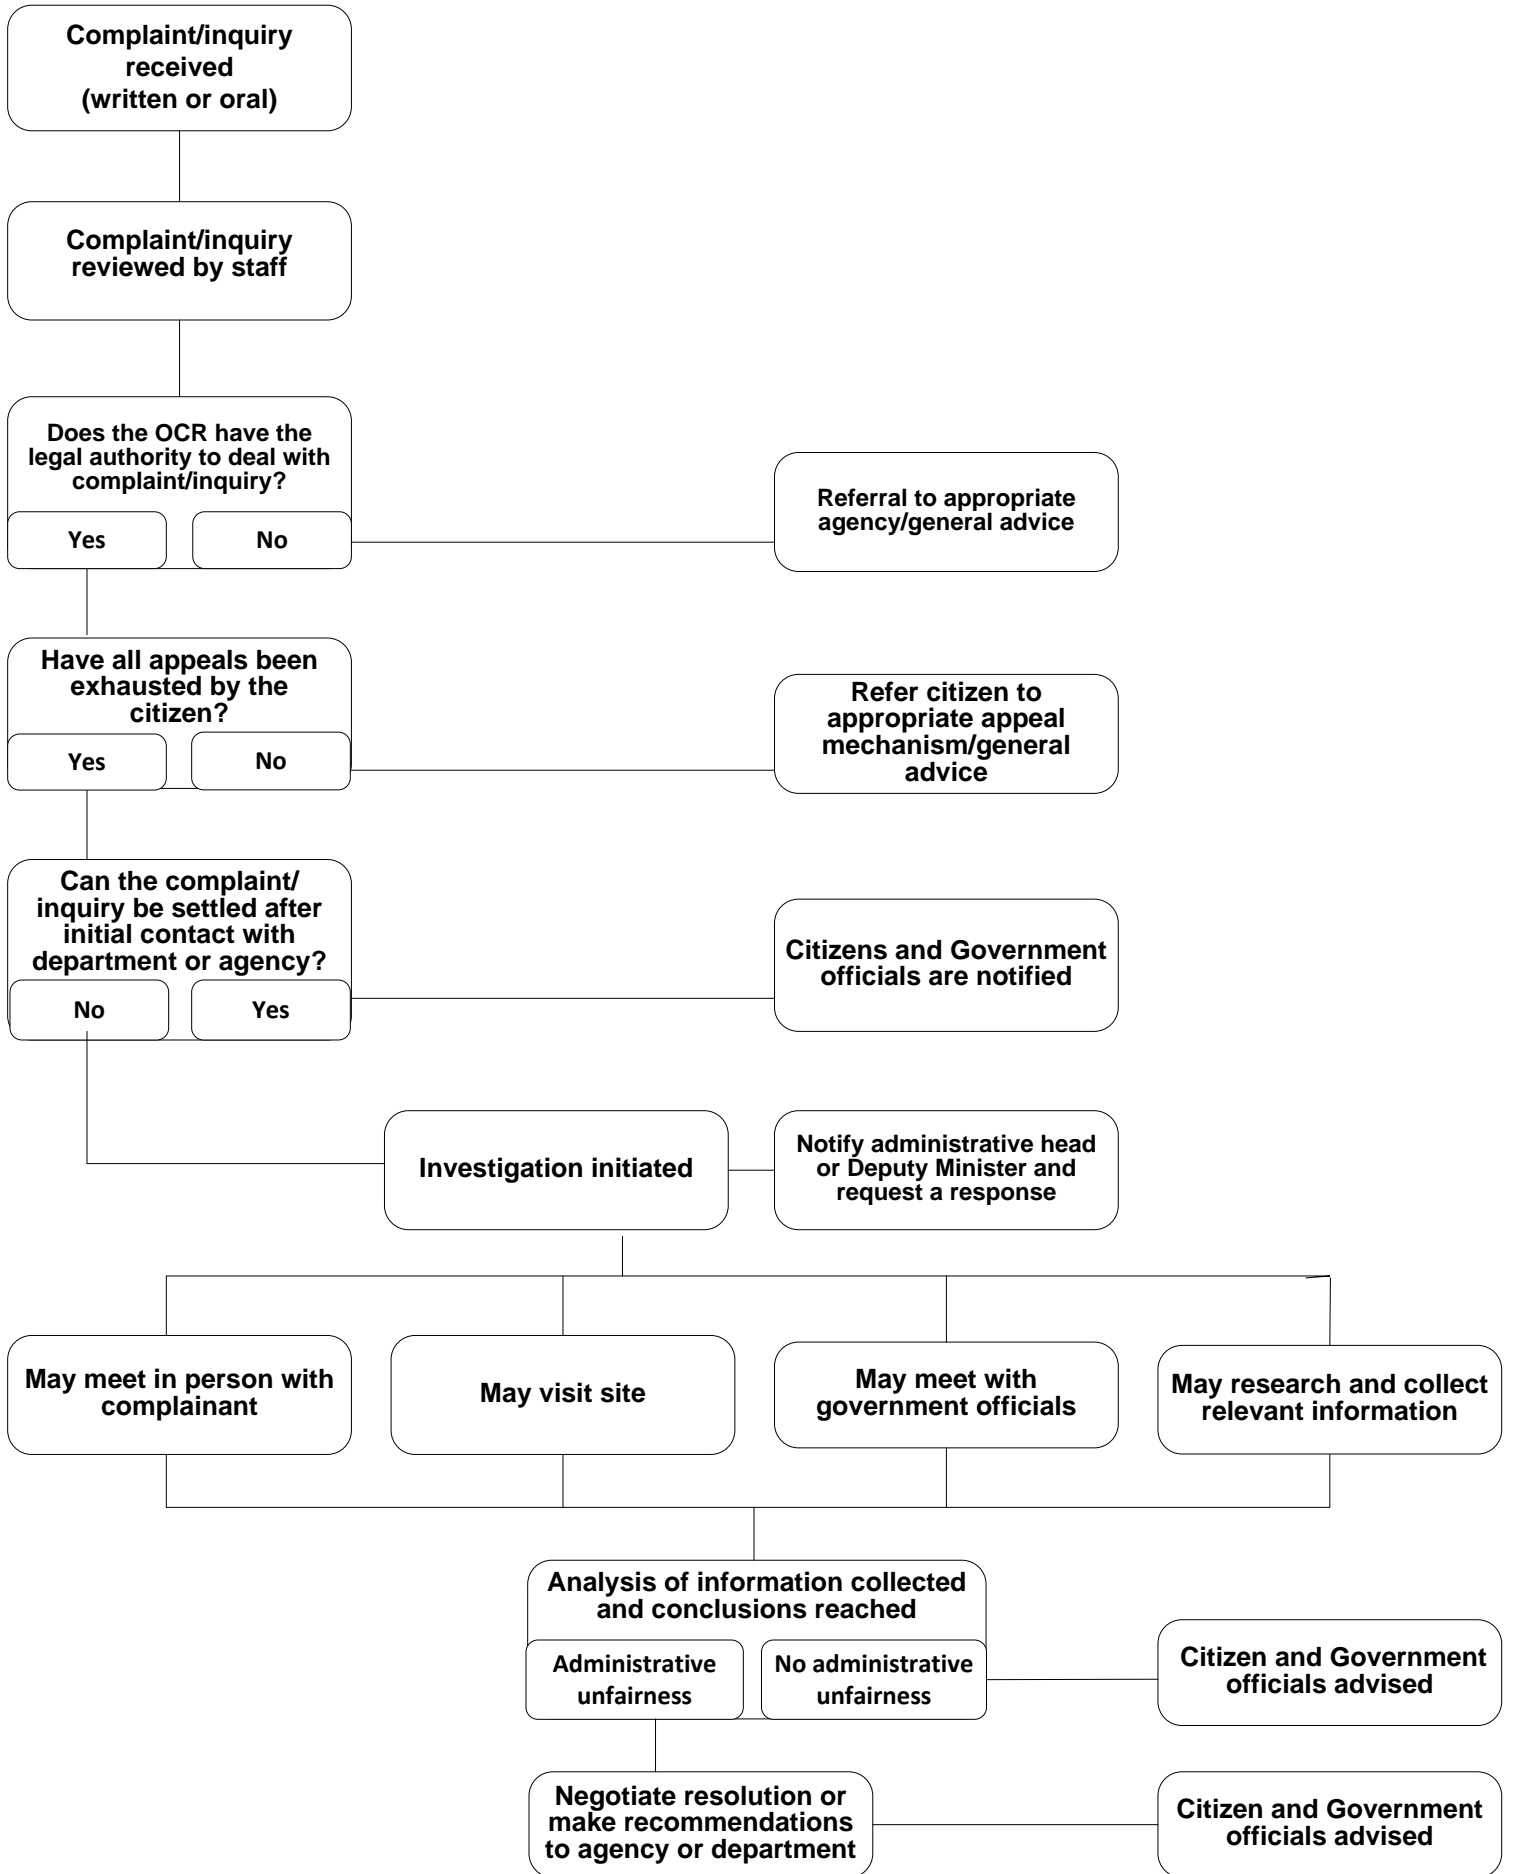 Complaint/inquiry
received
(written or oral)
Complaint/inquiry
reviewed by staff
Does the OCR have the
legal authority to deal with
complaint/inquiry?
Yes
No
Referral to appropriate
agency/general advice
Have all appeals been
exhausted by the
citizen?
Yes
No
Refer citizen to
appropriate appeal
mechanism/general
advice
Can the complaint/
inquiry be settled after
initial contact with
department or agency?
No
Yes
Citizens and Government
officials are notified
Investigation initiated
Notify administrative head
or Deputy Minister and
request a response
May meet in person with
complainant
May visit site
May meet with
government officials
May research and collect
relevant information
Analysis of information collected
and conclusions reached
Administrative
unfairness
No administrative
unfairness
Citizen and Government
officials advised
Negotiate resolution or
make recommendations
to agency or department
Citizen and Government
officials advised